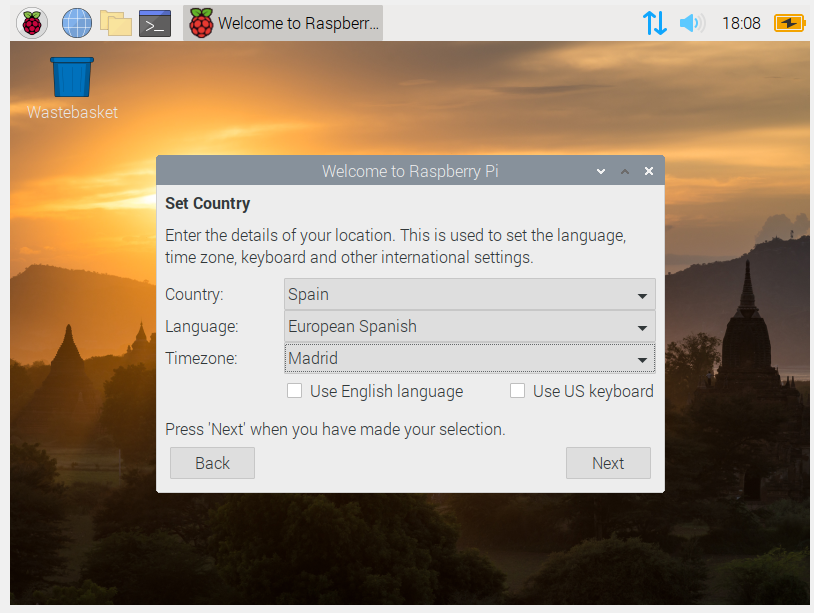 Welcome to Raspberr...
18:08
Wastebasket
Welcome to Raspberry Pi
Set Country
Enter the details of your location. This is used to set the language,
time zone, keyboard and other international settings.
Country: Spain
Language: European Spanish
Timezone: Madrid
Use English language Use US keyboard
Press 'Next' when you have made your selection.
Back Next